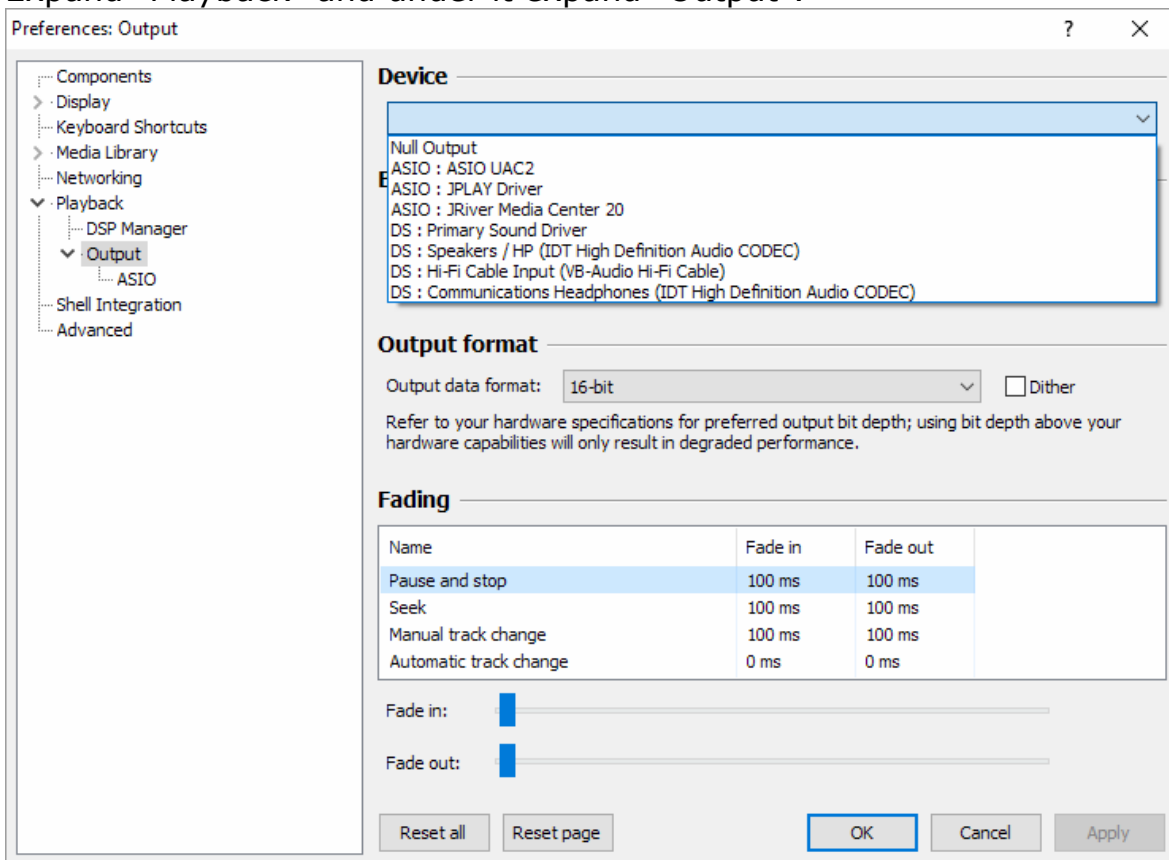 Expand "Playback" and under it expand "Output".
Preferences: Output
?
Components
Display
Keyboard Shortcuts
Media Library
Networking
Playback
DSP Manager
Output
ASIO
Shell Integration
Advanced
Device
Null Output
ASIO : ASIO UAC2
ASIO : JPLAY Driver
ASIO : JRiver Media Center 20
DS : Primary Sound Driver
DS : Speakers / HP (IDT High Definition Audio CODEC)
DS : Hi-Fi Cable Input (VB-Audio Hi-Fi Cable)
DS : Communications Headphones (IDT High Definition Audio CODEC)
Output format
Output data format: 16-bit Dither
Refer to your hardware specifications for preferred output bit depth; using bit depth above your
hardware capabilities will only result in degraded performance.
Fading
Name Fade in Fade out
Pause and stop 100 ms 100 ms
Seek 100 ms 100 ms
Manual track change 100 ms 100 ms
Automatic track change 0 ms 0 ms
Fade in:
Fade out:
Reset all Reset page OK Cancel Apply